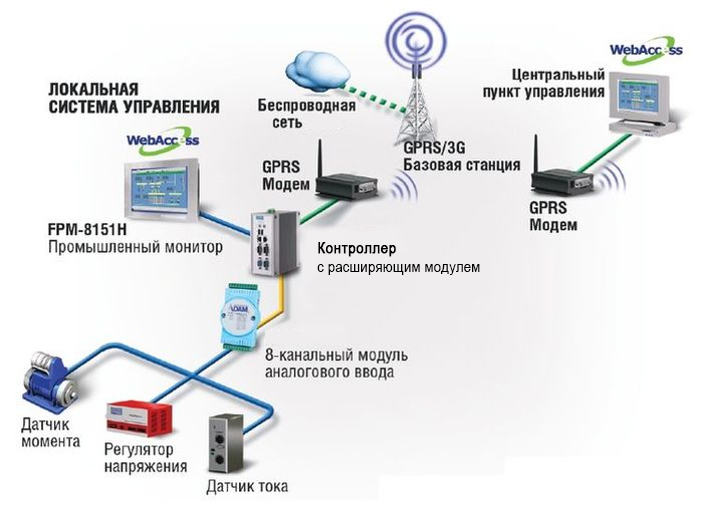 WebAccess
Центральный
пункт управления
ЛОКАЛЬНАЯ
СИСТЕМА УПРАВЛЕНИЯ
Беспроводная
сеть
WebAccess
GPRS
Модем
GPRS/3G
Базовая станция
GPRS
Модем
FPM-8151H
Промышленный монитор
Контроллер
с расширяющим модулем
ADAM
8-канальный модуль
аналогового ввода
Датчик
момента
Регулятор
напряжения
Датчик тока